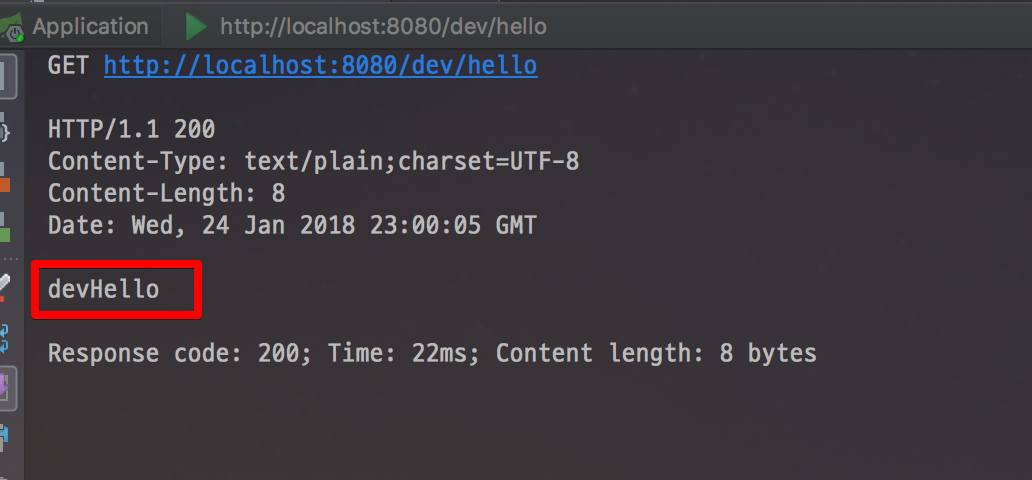 Application
http://localhost:8080/dev/hello
GET http://localhost:8080/dev/hello
HTTP/1.1 200
Content-Type: text/plain;charset=UTF-8
Content-Length: 8
Date: Wed, 24 Jan 2018 23:00:05 GMT
devHello
Response code: 200; Time: 22ms; Content length: 8 bytes